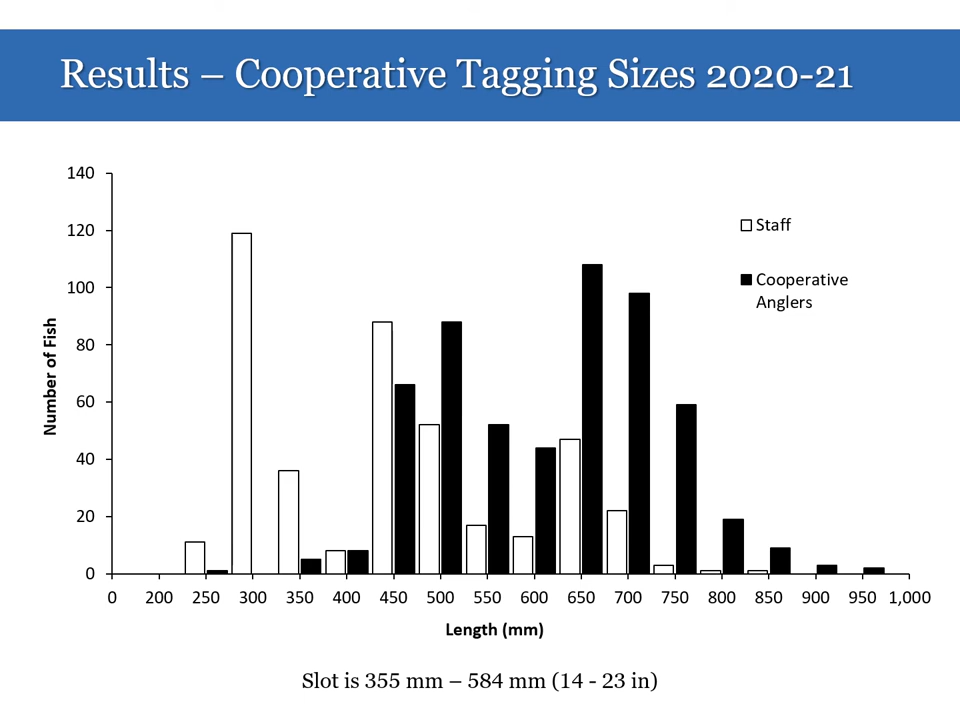 Results – Cooperative Tagging Sizes 2020-21
140
120
100
80
60
40
20
0
Number of Fish
Staff
Cooperative
Anglers
0 200 250 300 350 400 450 500 550 600 650 700 750 800 850 900 950 1,000
Length (mm)
Slot is 355 mm – 584 mm (14 - 23 in)